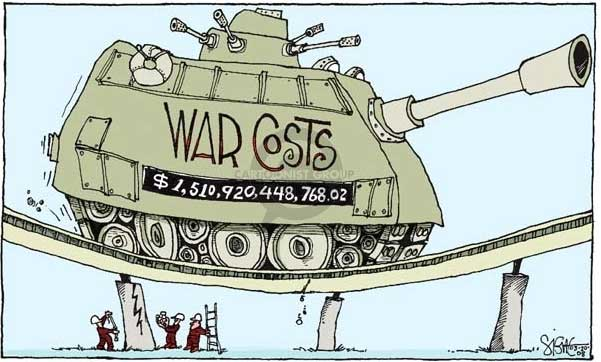 WAR COSTS
CARTOONIST GROUP
$ 1,510,920,448,768.02